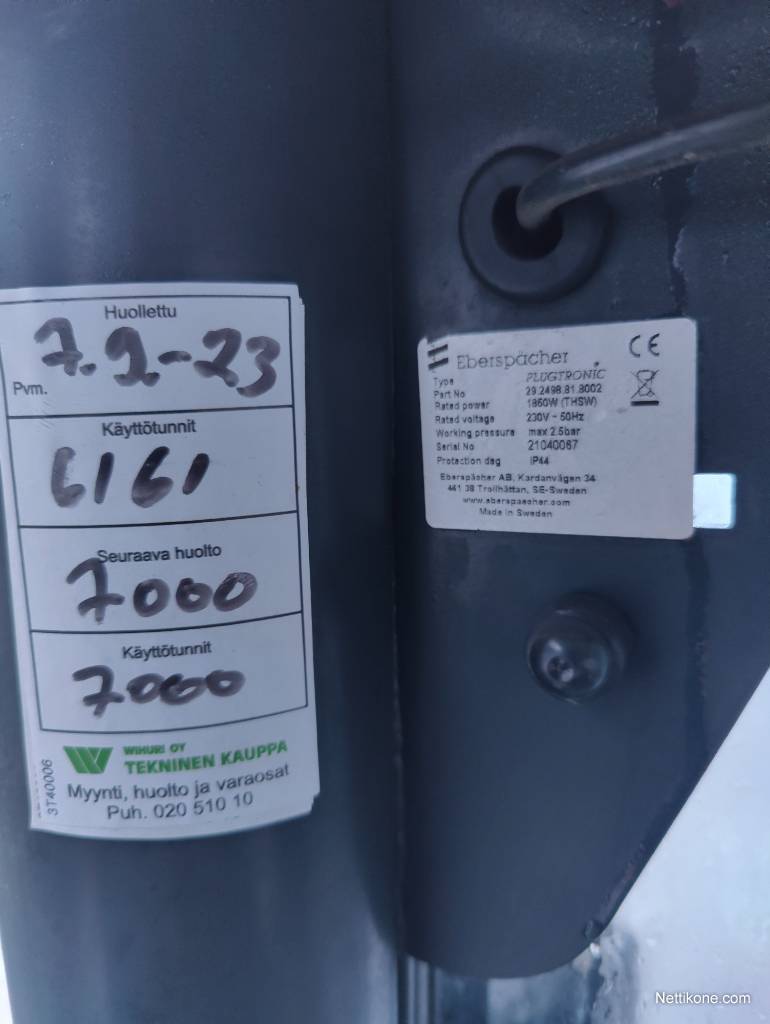 Huollettu
Pvm. 7.2-23
Käyttötunnit
6161
Seuraava huolto
7000
Käyttötunnit
7000
WIHURI OY
TEKNINEN KAUPPA
Myynti, huolto ja varaosat
Puh. 020 510 10
3T40006
Eberspächer
CE
Type PLUGTRONIC
Part No 29.2498.81.8002
Rated power 1850W (THSW)
Rated voltage 230V ~ 50Hz
Working pressure max 2.5bar
Serial No 21040067
Protection deg IP44
Eberspächer AB, Kardanvägen 34
461 38 Trollhättan, SE-Sweden
www.eberspaecher.com
Made in Sweden
Nettikone.com